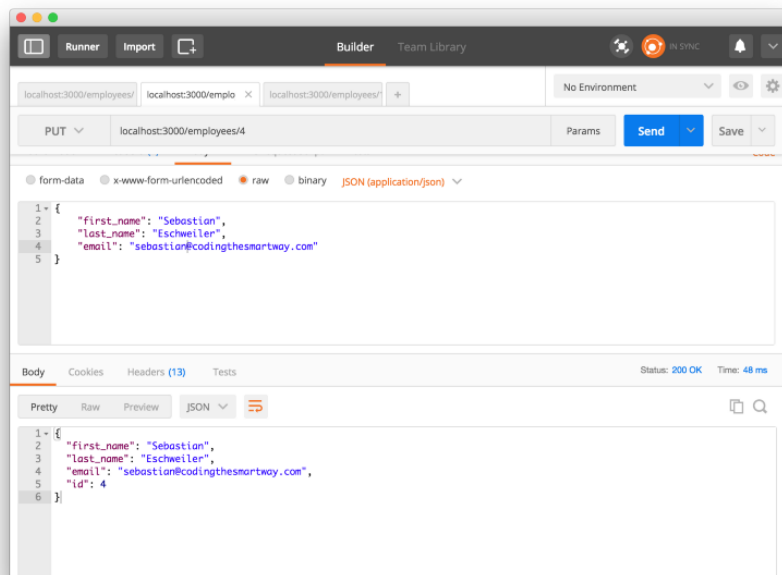 Runner Import Builder Team Library IN SYNC
localhost:3000/employees/ localhost:3000/emplo localhost:3000/employees/ + No Environment
PUT localhost:3000/employees/4 Params Send Save
form-data x-www-form-urlencoded raw binary JSON (application/json)
1 {
2 "first_name": "Sebastian",
3 "last_name": "Eschweiler",
4 "email": "sebastian@codingthesmartway.com"
5 }
Body Cookies Headers (13) Tests Status: 200 OK Time: 48 ms
Pretty Raw Preview JSON
1 {
2 "first_name": "Sebastian",
3 "last_name": "Eschweiler",
4 "email": "sebastian@codingthesmartway.com",
5 "id": 4
6 }